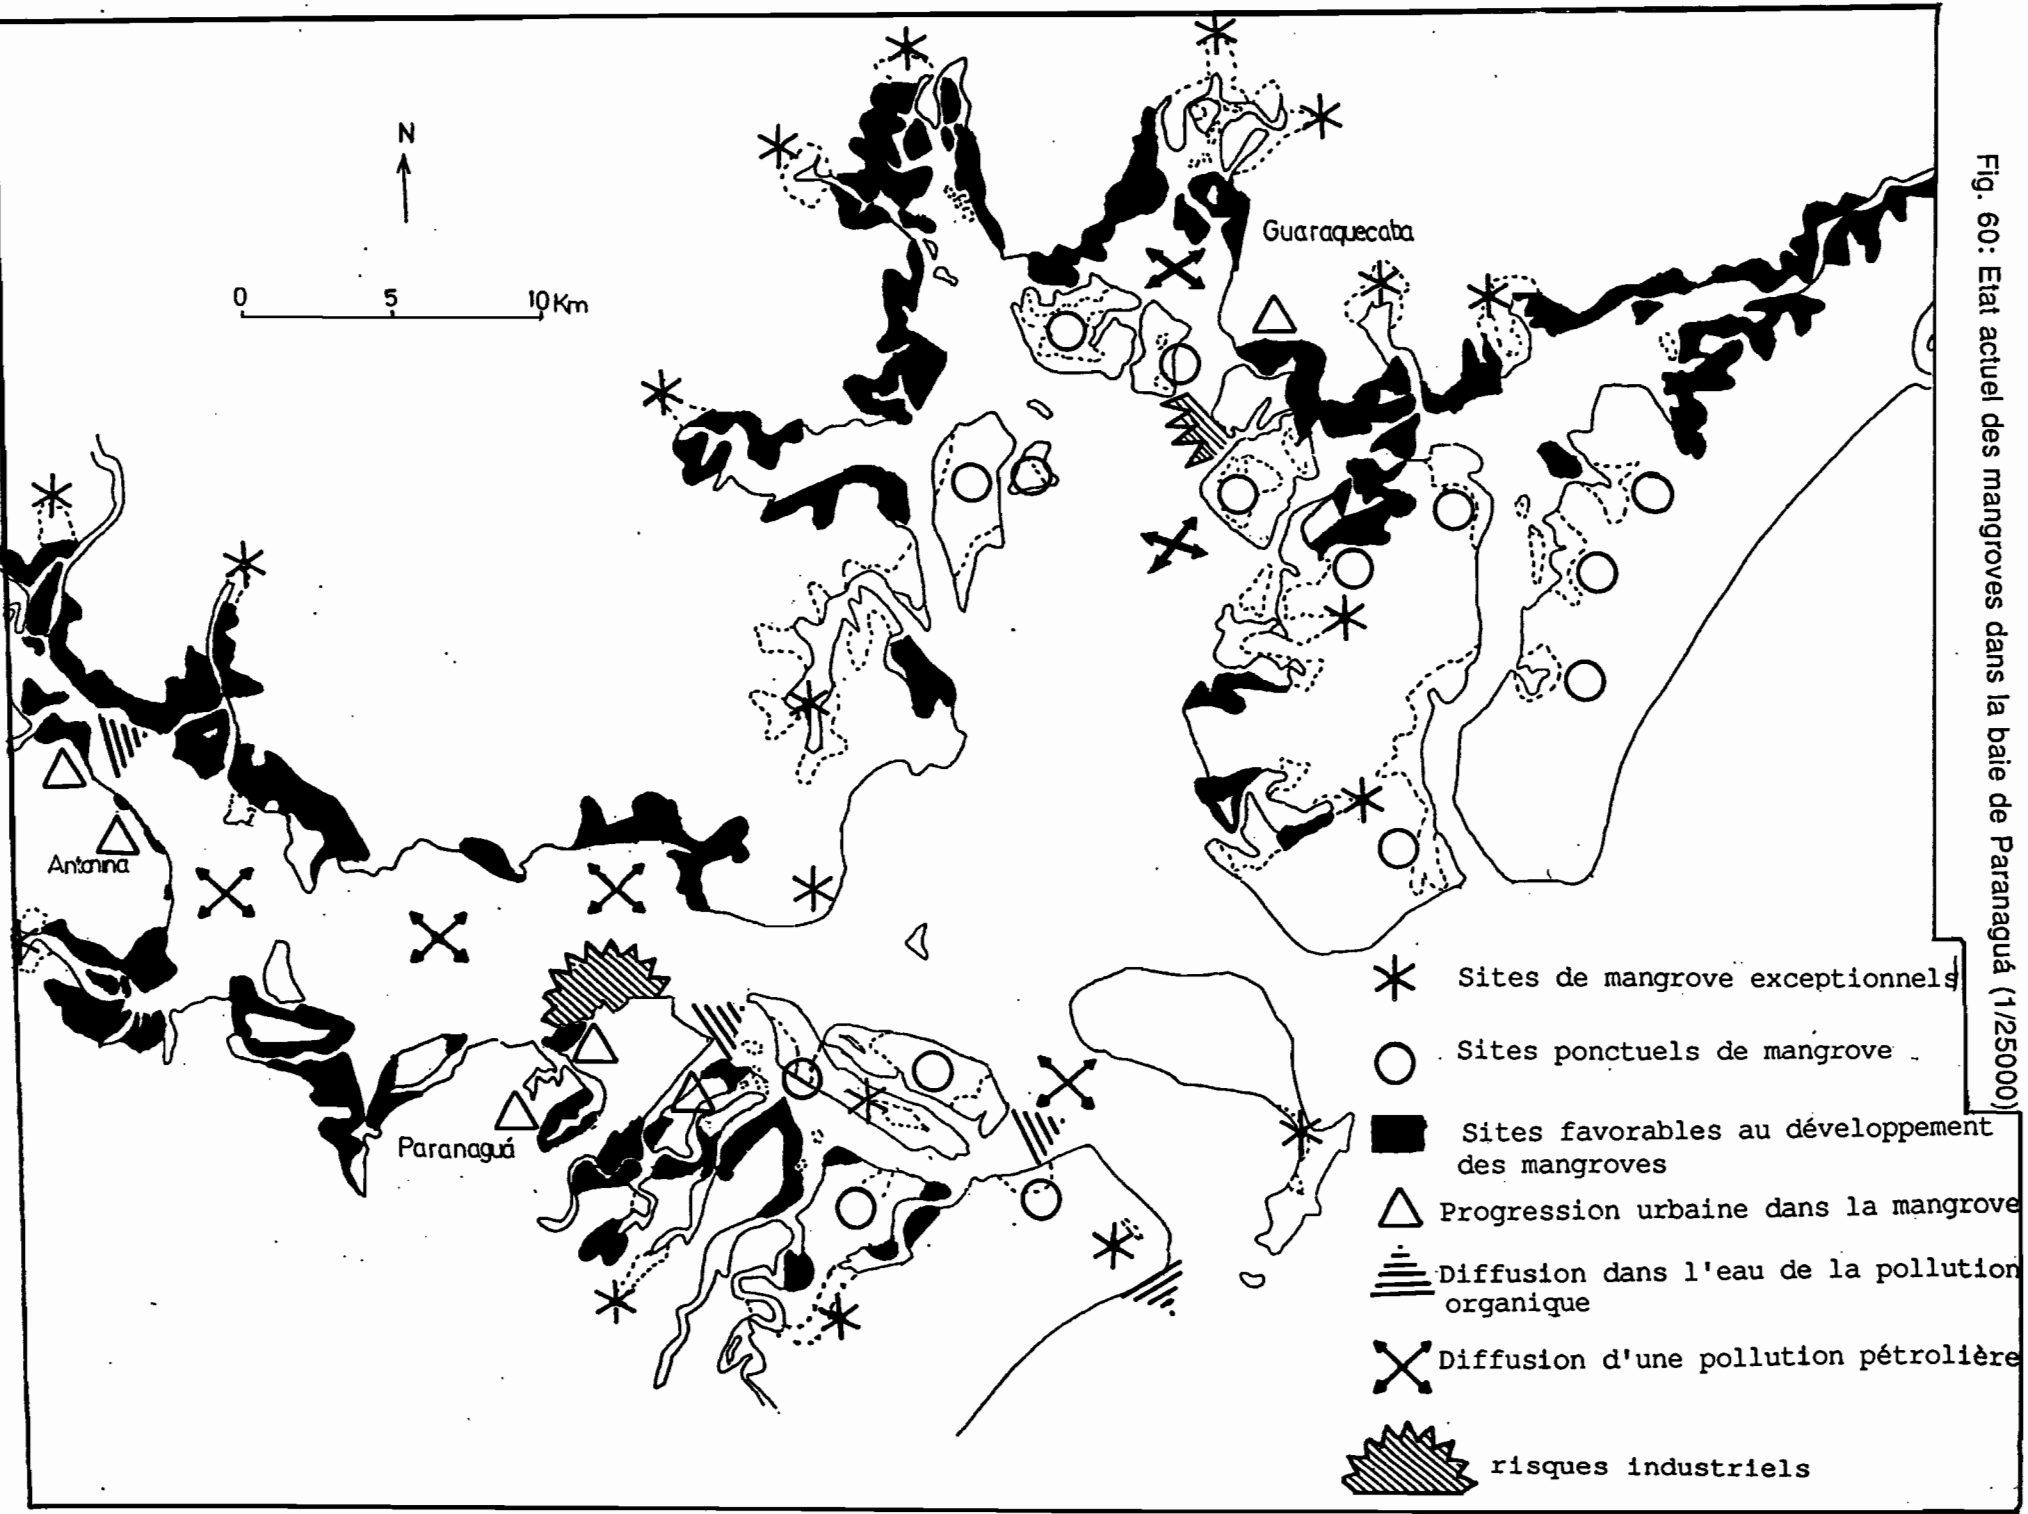 Fig. 60: Etat actuel des mangroves dans la baie de Paranaguá (1/25000)
N
0 5 10 Km
Guaraquecaba
Antonina
Paranaguá
Sites de mangrove exceptionnels
Sites ponctuels de mangrove
Sites favorables au développement
des mangroves
Progression urbaine dans la mangrove
Diffusion dans l'eau de la pollution
organique
Diffusion d'une pollution pétrolière
risques industriels